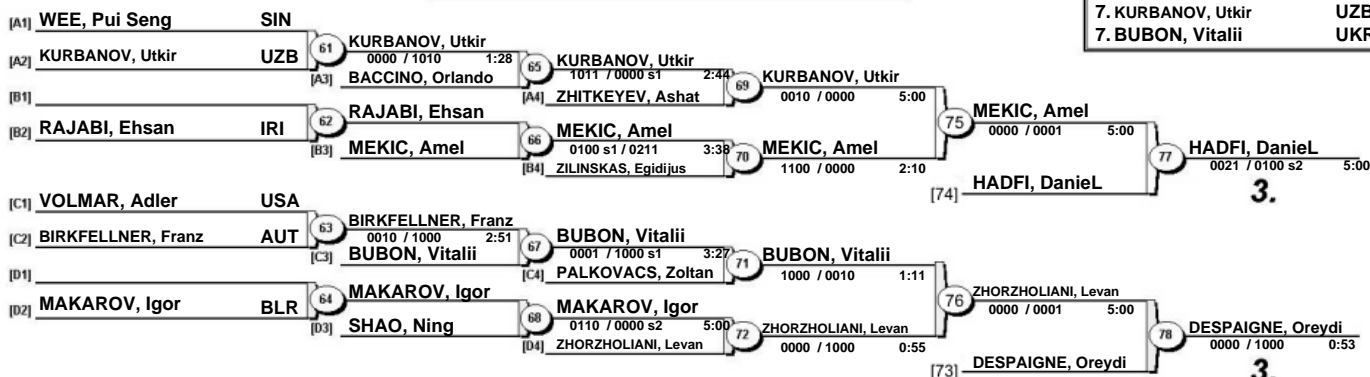 7. KURBANOV, Utkir UZB
7. BUBON, Vitalii UKR
[A1] WEE, Pui Seng SIN
[A2] KURBANOV, Utkir UZB
61 KURBANOV, Utkir
0000 / 1010 1:28
[A3] BACCINO, Orlando
65 KURBANOV, Utkir
1011 / 0000 s1 2:44
[A4] ZHITKEYEV, Ashat
69 KURBANOV, Utkir
0010 / 0000 5:00
[B1]
[B2] RAJABI, Ehsan IRI
62 RAJABI, Ehsan
[B3] MEKIC, Amel
66 MEKIC, Amel
0100 s1 / 0211 3:38
[B4] ZILINSKAS, Egidijus
70 MEKIC, Amel
1100 / 0000 2:10
75 MEKIC, Amel
0000 / 0001 5:00
[74] HADFI, DanieL
77 HADFI, DanieL
0021 / 0100 s2 5:00
3.
[C1] VOLMAR, Adler USA
[C2] BIRKFELLNER, Franz AUT
63 BIRKFELLNER, Franz
0010 / 1000 2:51
[C3] BUBON, Vitalii
67 BUBON, Vitalii
0001 / 1000 s1 3:27
[C4] PALKOVACS, Zoltan
71 BUBON, Vitalii
1000 / 0010 1:11
[D1]
[D2] MAKAROV, Igor BLR
64 MAKAROV, Igor
[D3] SHAO, Ning
68 MAKAROV, Igor
0110 / 0000 s2 5:00
[D4] ZHORZHOLIANI, Levan
72 ZHORZHOLIANI, Levan
0000 / 1000 0:55
76 ZHORZHOLIANI, Levan
0000 / 0001 5:00
[73] DESPAIGNE, Oreydi
78 DESPAIGNE, Oreydi
0000 / 1000 0:53
3.